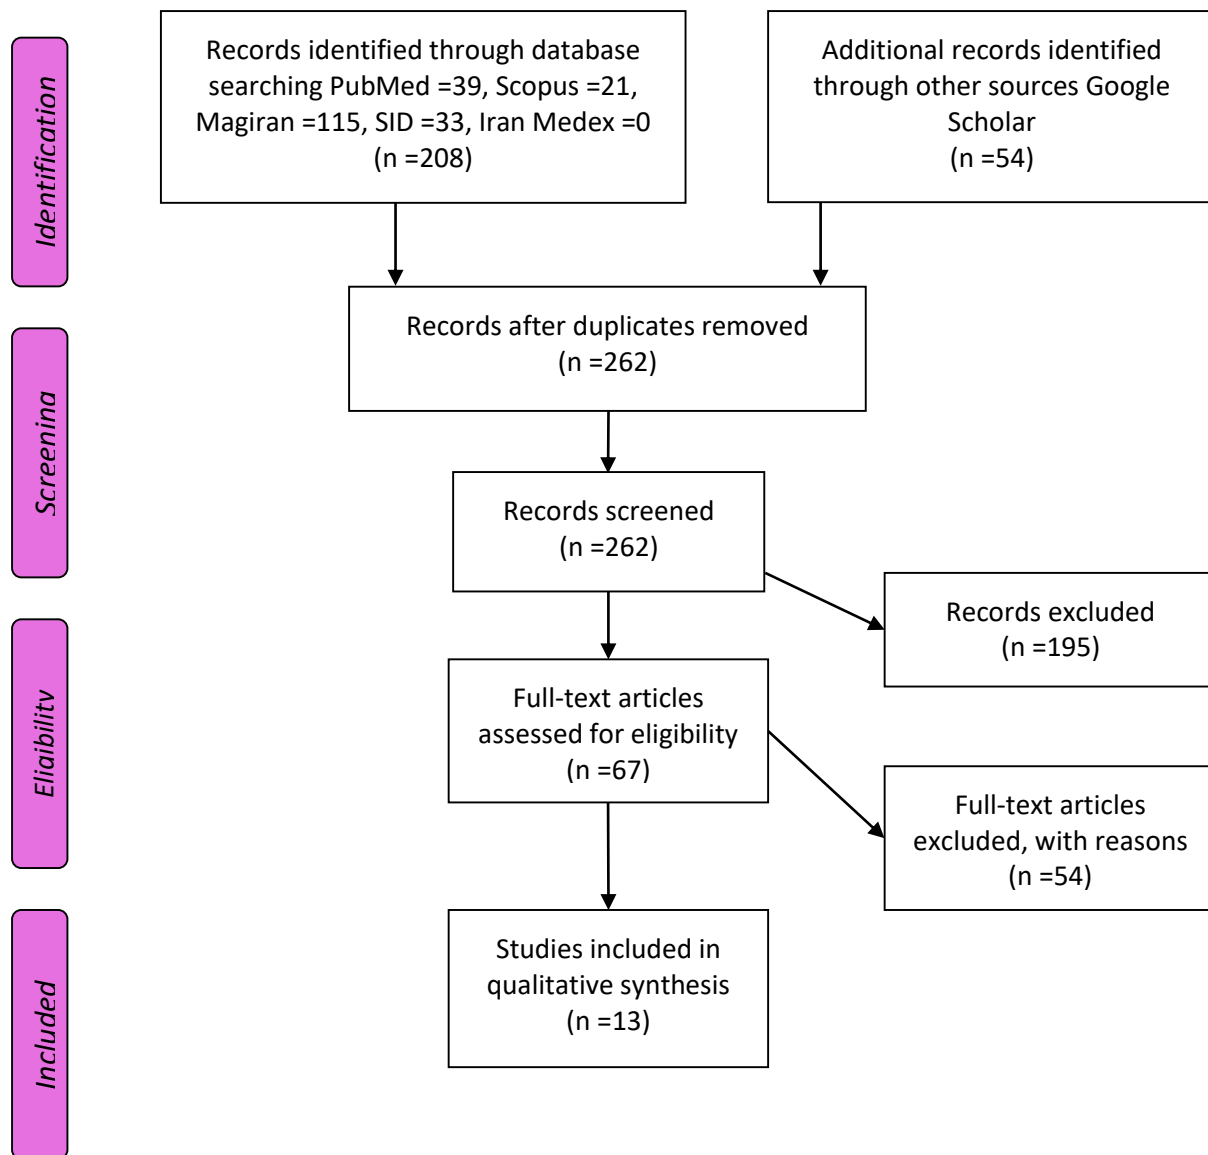 Identification
Records identified through database
searching PubMed =39, Scopus =21,
Magiran =115, SID =33, Iran Medex =0
(n =208)
Additional records identified
through other sources Google
Scholar
(n =54)
Records after duplicates removed
(n =262)
Screening
Records screened
(n =262)
Records excluded
(n =195)
Eligibility
Full-text articles
assessed for eligibility
(n =67)
Full-text articles
excluded, with reasons
(n =54)
Included
Studies included in
qualitative synthesis
(n =13)